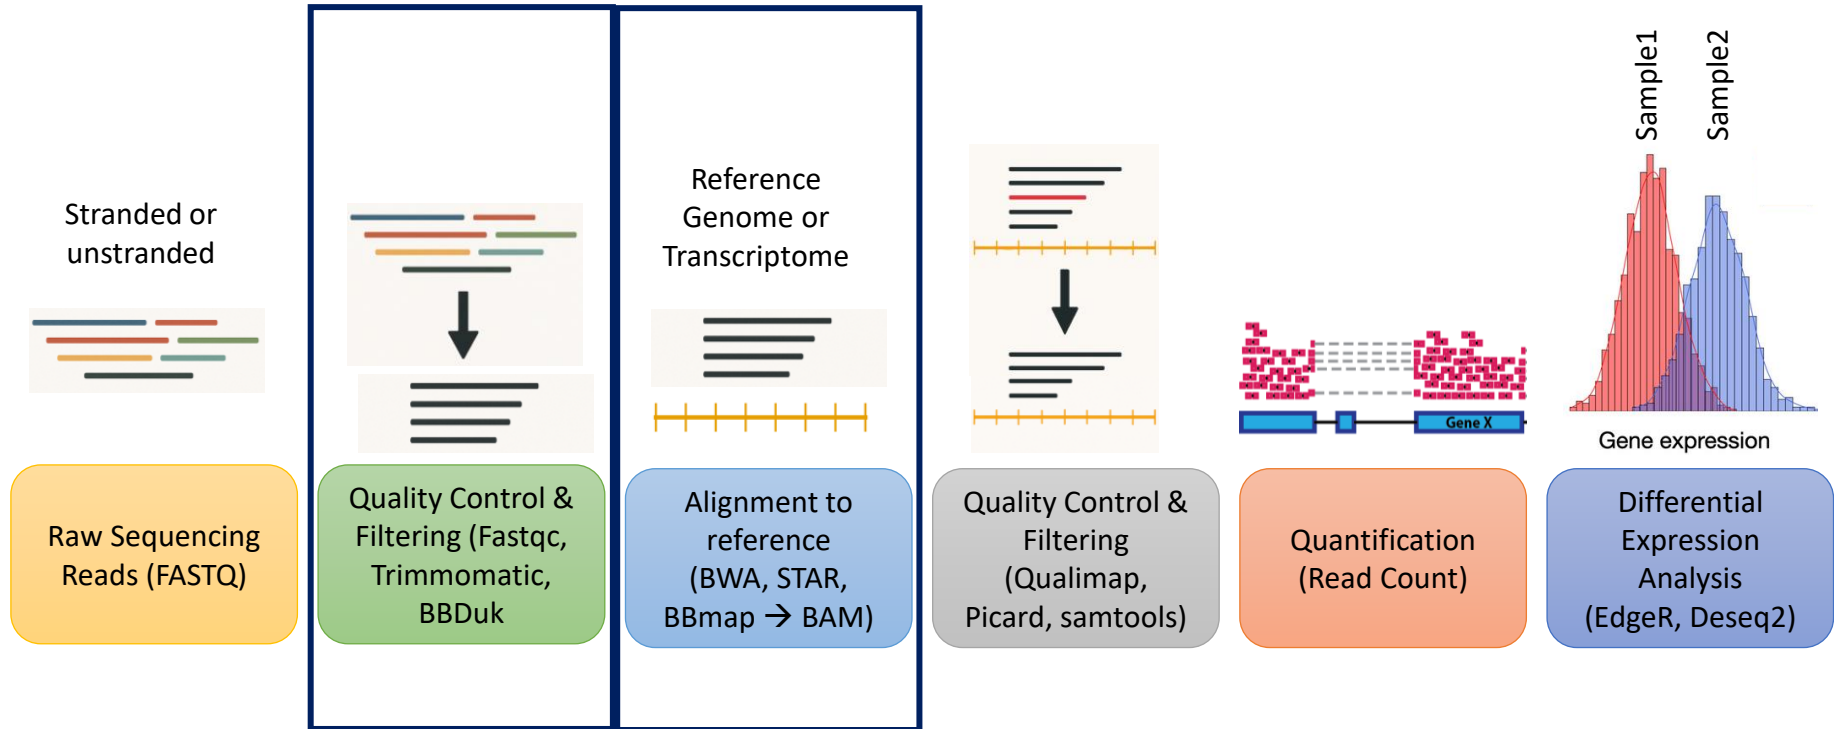 Stranded or
unstranded
Raw Sequencing
Reads (FASTQ)
Quality Control &
Filtering (Fastqc,
Trimmomatic,
BBDuk
Reference
Genome or
Transcriptome
Alignment to
reference
(BWA, STAR,
BBmap → BAM)
Quality Control &
Filtering
(Qualimap,
Picard, samtools)
Gene X
Quantification
(Read Count)
Sample1
Sample2
Gene expression
Differential
Expression
Analysis
(EdgeR, Deseq2)